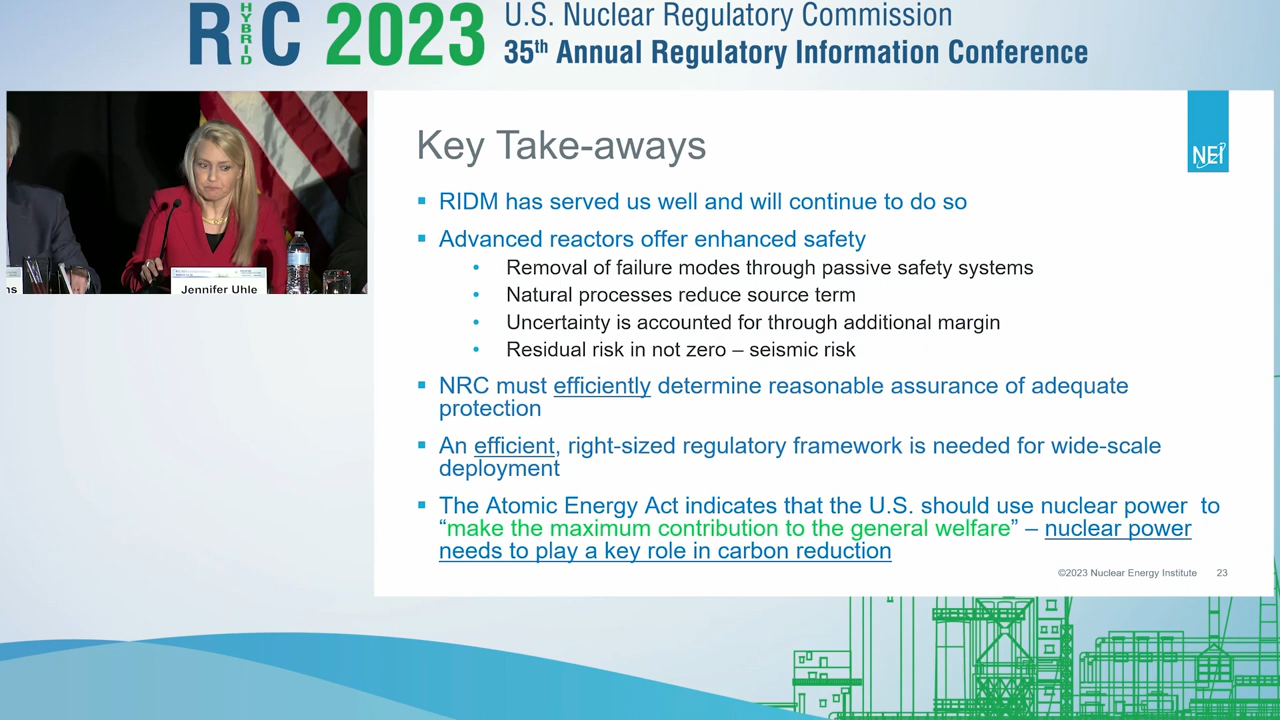 RIC 2023
HYBRID
U.S. Nuclear Regulatory Commission
35th Annual Regulatory Information Conference
Key Take-aways
NEI
▪ RIDM has served us well and will continue to do so
▪ Advanced reactors offer enhanced safety
• Removal of failure modes through passive safety systems
• Natural processes reduce source term
• Uncertainty is accounted for through additional margin
• Residual risk in not zero – seismic risk
▪ NRC must efficiently determine reasonable assurance of adequate
protection
▪ An efficient, right-sized regulatory framework is needed for wide-scale
deployment
▪ The Atomic Energy Act indicates that the U.S. should use nuclear power to
“make the maximum contribution to the general welfare” – nuclear power
needs to play a key role in carbon reduction
©2023 Nuclear Energy Institute 23
ns
Jennifer Uhle